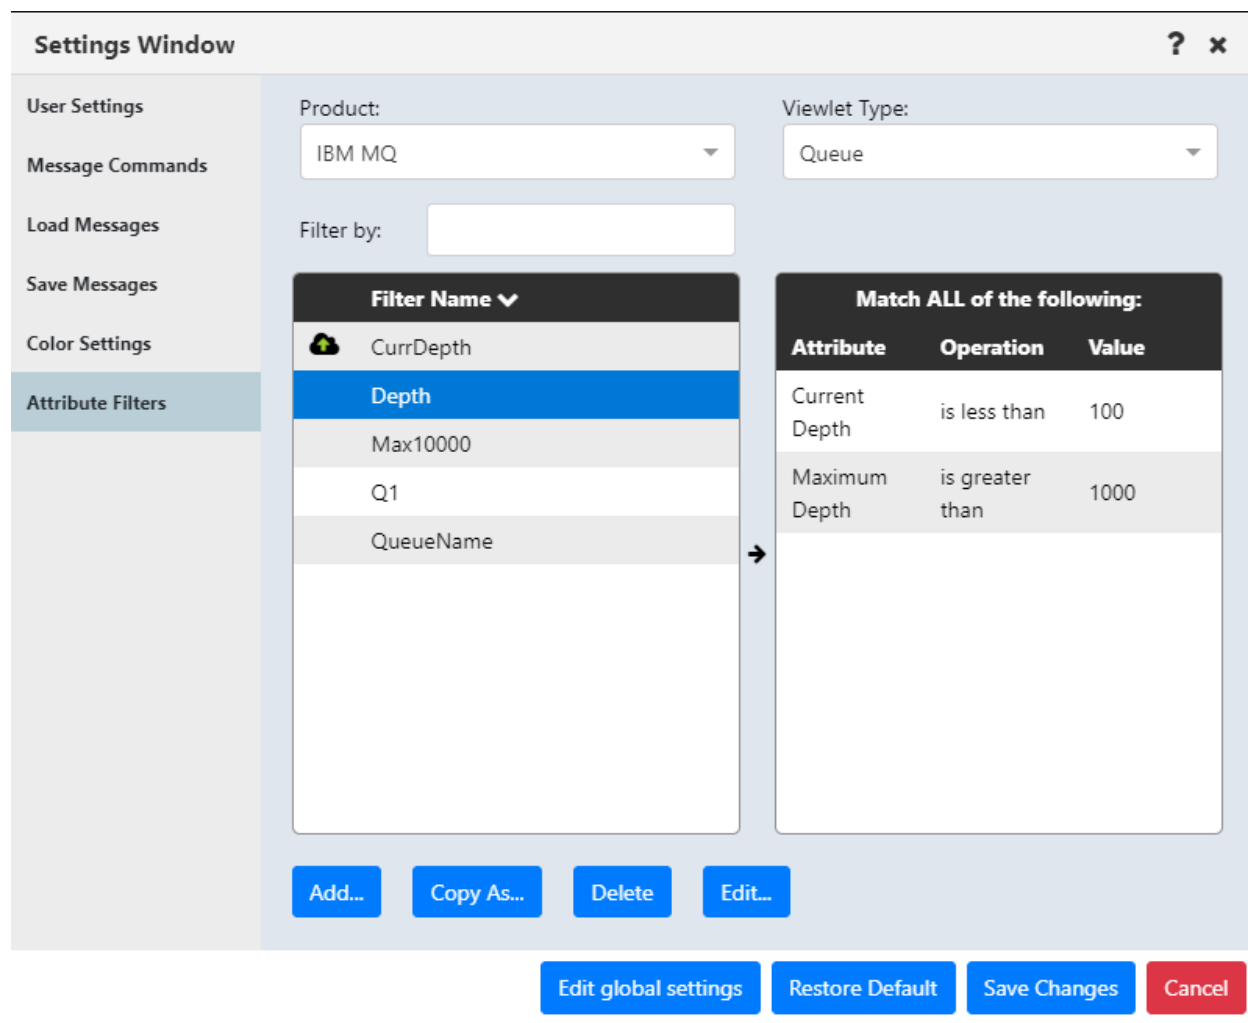 Settings Window
?
User Settings
Message Commands
Load Messages
Save Messages
Color Settings
Attribute Filters
Product:
IBM MQ
Viewlet Type:
Queue
Filter by:
Filter Name
CurrDepth
Depth
Max10000
Q1
QueueName
Match ALL of the following:
Attribute Operation Value
Current
Depth
is less than
100
Maximum
Depth
is greater
than
1000
Add...
Copy As...
Delete
Edit...
Edit global settings
Restore Default
Save Changes
Cancel